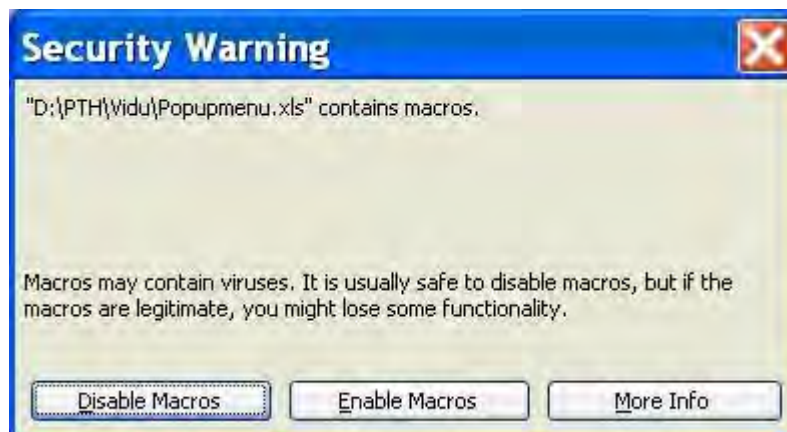 Security Warning
"D:\PTH\Vidu\Popupmenu.xls" contains macros.
Macros may contain viruses. It is usually safe to disable macros, but if the
macros are legitimate, you might lose some functionality.
Disable Macros Enable Macros More Info